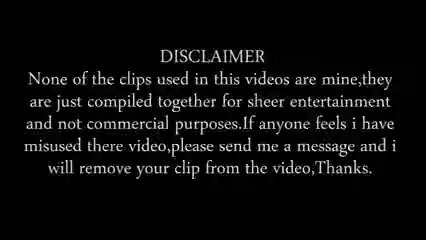 DISCLAIMER
None of the clips used in this videos are mine,they
are just compiled together for sheer entertainment
and not commercial purposes.If anyone feels i have
misused there video,please send me a message and i
will remove your clip from the video,Thanks.